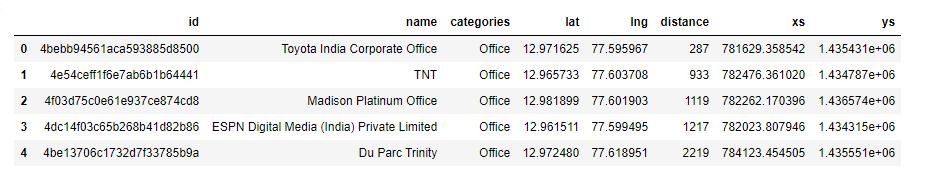 id name categories lat lng distance xs ys
0 4bebb94561aca593885d8500 Toyota India Corporate Office Office 12.971625 77.595967 287 781629.358542 1.435431e+06
1 4e54ceff1f6e7ab6b1b64441 TNT Office 12.965733 77.603708 933 782476.361020 1.434787e+06
2 4f03d75c0e61e937ce874cd8 Madison Platinum Office Office 12.981899 77.601903 1119 782262.170396 1.436574e+06
3 4dc14f03c65b268b41d82b86 ESPN Digital Media (India) Private Limited Office 12.961511 77.599495 1217 782023.807946 1.434315e+06
4 4be13706c1732d7f33785b9a Du Parc Trinity Office 12.972480 77.618951 2219 784123.454505 1.435551e+06